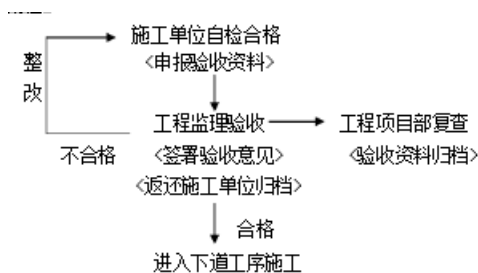 施工单位自检合格
<申报验收资料>
整改
工程监理验收
工程项目部复查
不合格
<签署验收意见>
<验收资料归档>
<返还施工单位归档>
合格
进入下道工序施工